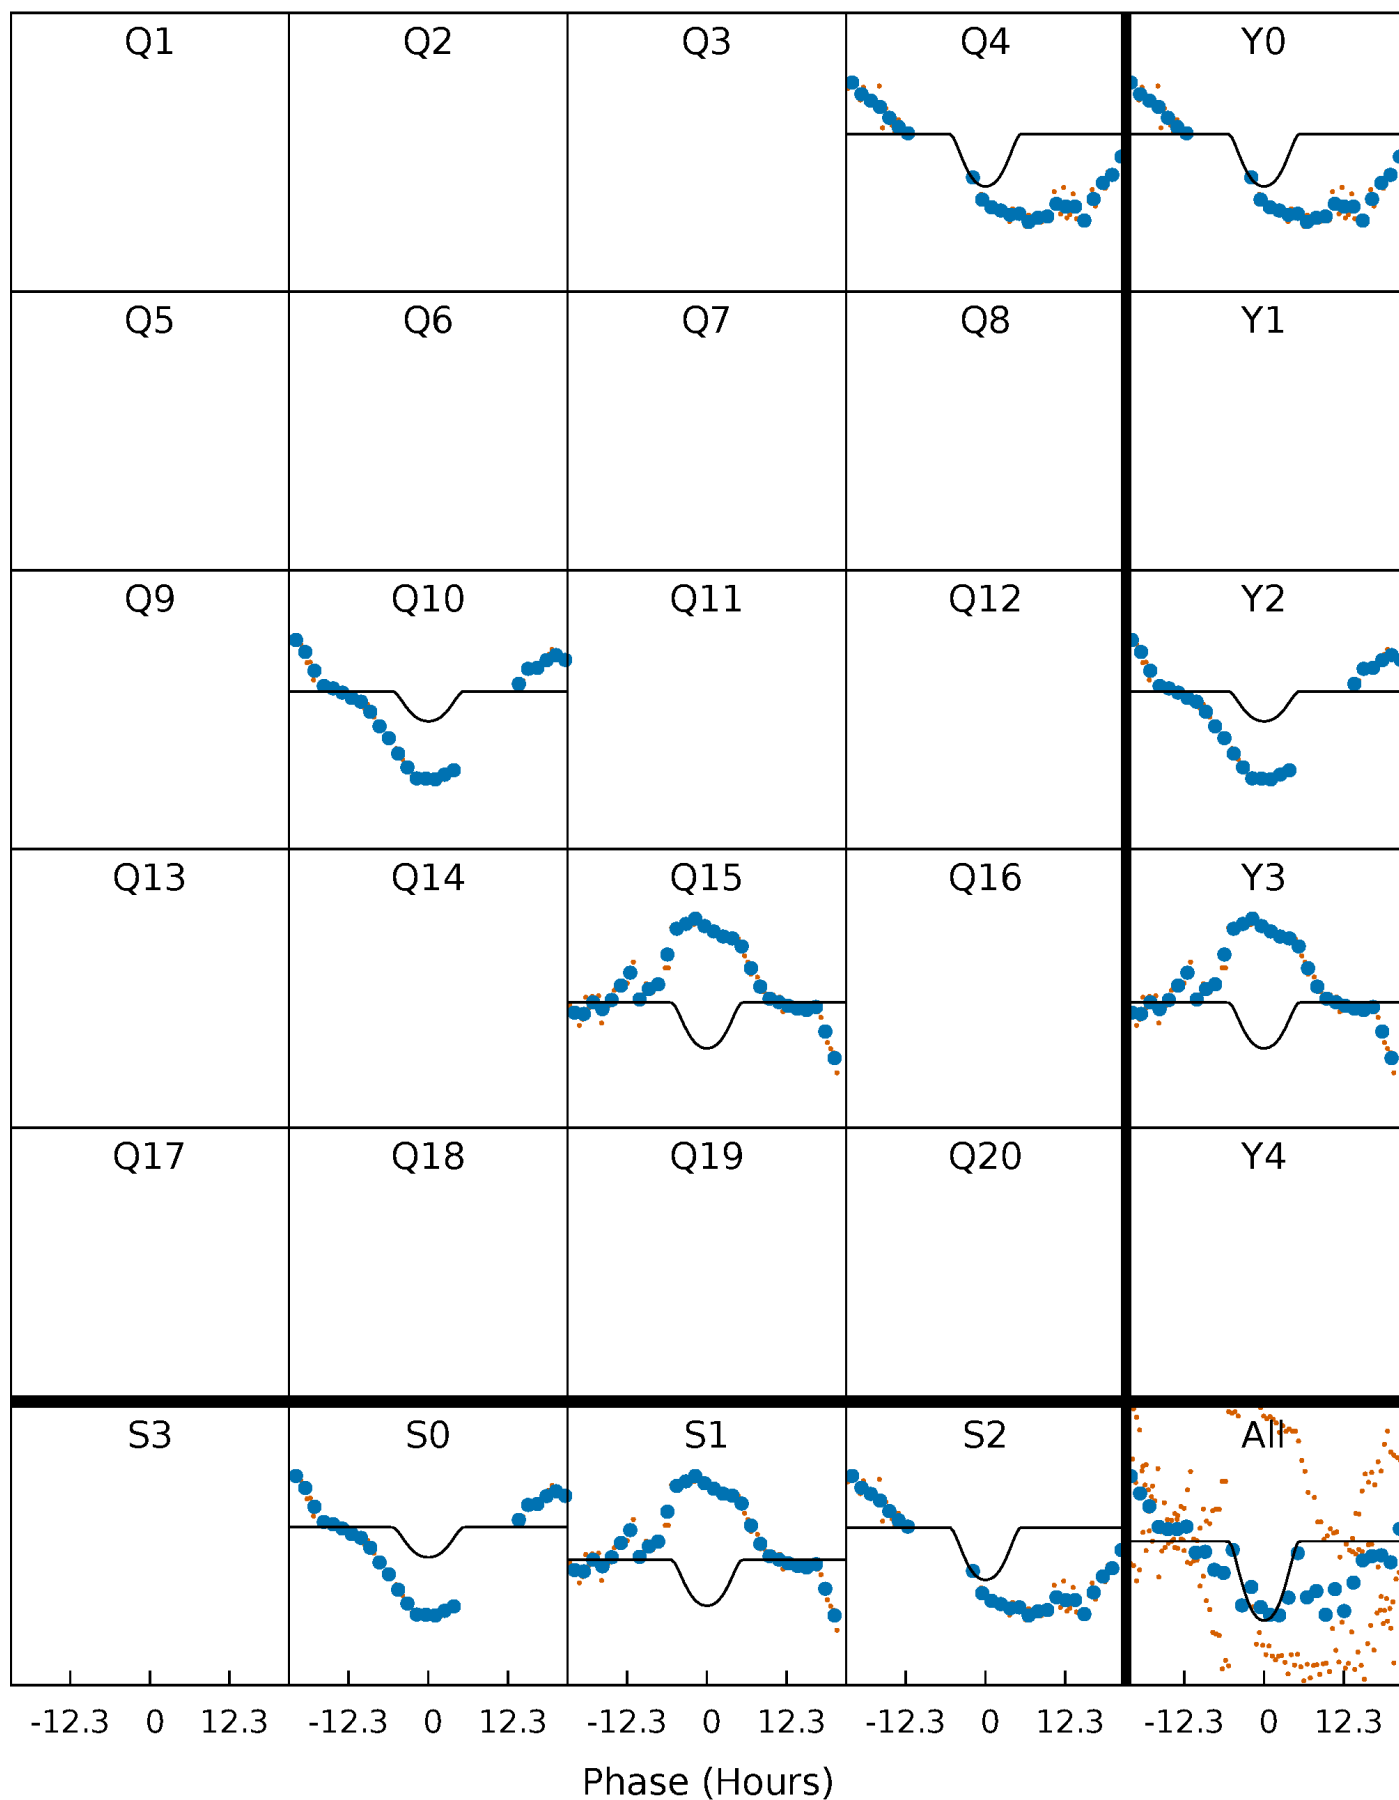 Q1 Q2 Q3 Q4 Y0
Q5 Q6 Q7 Q8 Y1
Q9 Q10 Q11 Q12 Y2
Q13 Q14 Q15 Q16 Y3
Q17 Q18 Q19 Q20 Y4
S3 S0 S1 S2 All
-12.3 0 12.3 -12.3 0 12.3 -12.3 0 12.3 -12.3 0 12.3 -12.3 0 12.3
Phase (Hours)